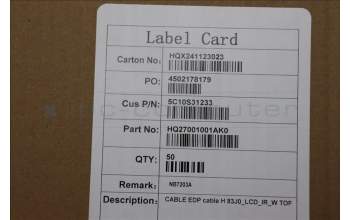 Label Card
Carton No: HQX241123023
PO: 4502178179
Cus P/N: 5C10S31233
Part No: HQ27001001AK0
QTY: 50
Remark: NB7203A
Description: CABLE EDP cable H 83J0_LCD_IR_W TOP